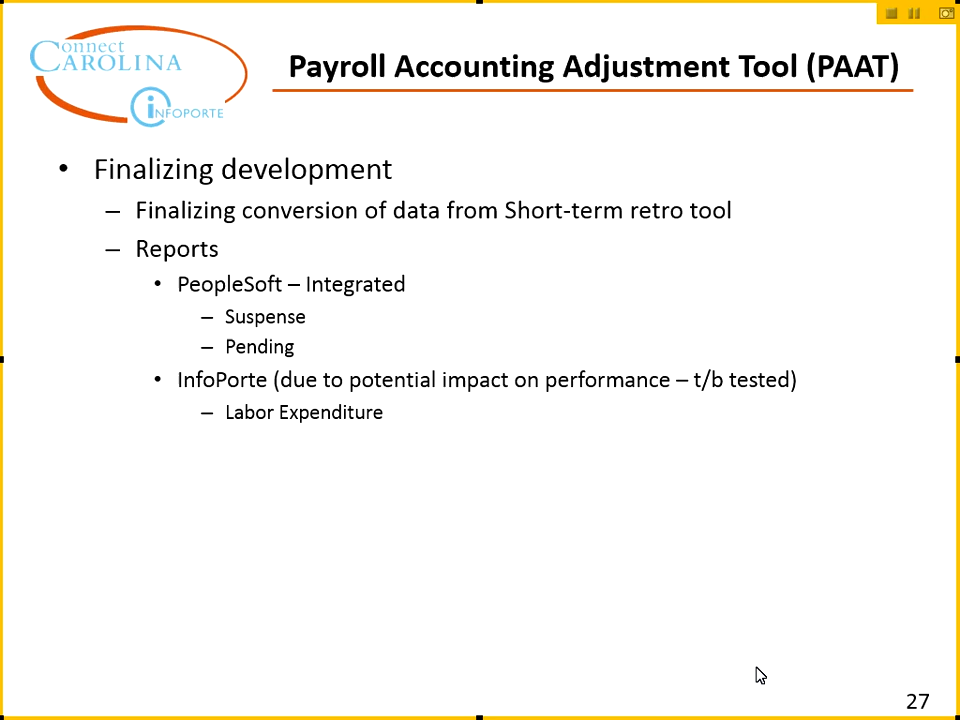 Connect
CAROLINA
INFOPORTE
Payroll Accounting Adjustment Tool (PAAT)
• Finalizing development
– Finalizing conversion of data from Short-term retro tool
– Reports
• PeopleSoft – Integrated
– Suspense
– Pending
• InfoPorte (due to potential impact on performance – t/b tested)
– Labor Expenditure
27